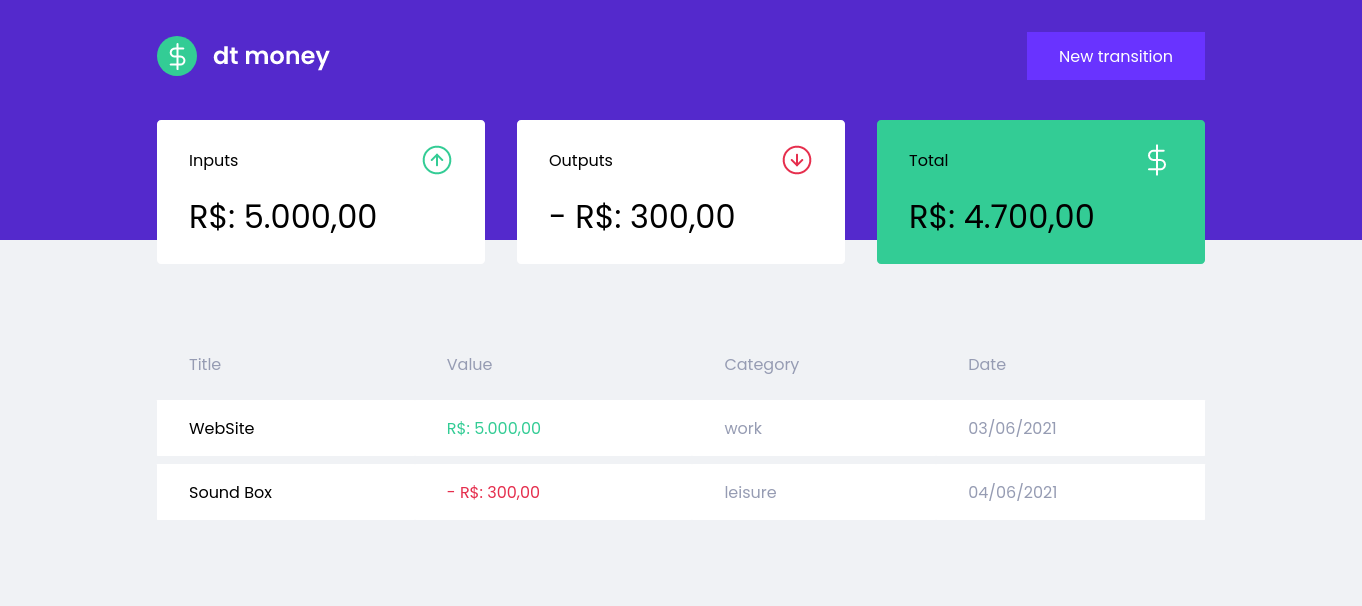 dt money
New transition
Inputs
R$: 5.000,00
Outputs
- R$: 300,00
Total
R$: 4.700,00
Title Value Category Date
WebSite R$: 5.000,00 work 03/06/2021
Sound Box - R$: 300,00 leisure 04/06/2021